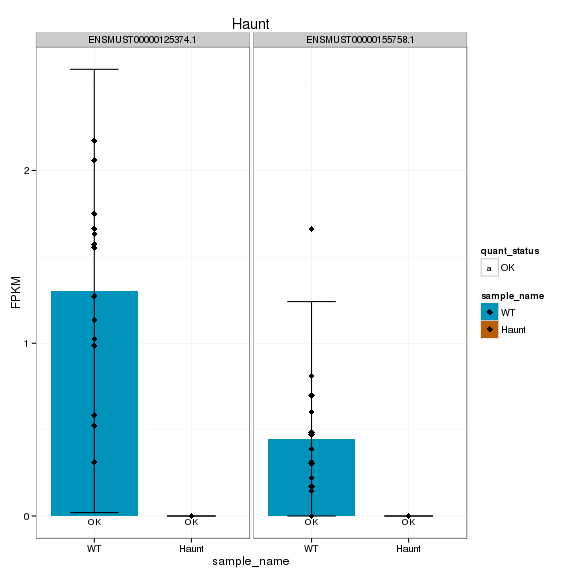 Haunt
ENSMUST00000125374.1 ENSMUST00000155758.1
FPKM
2
1
0
OK OK OK OK
WT Haunt WT Haunt
sample_name
quant_status
a OK
sample_name
WT
Haunt